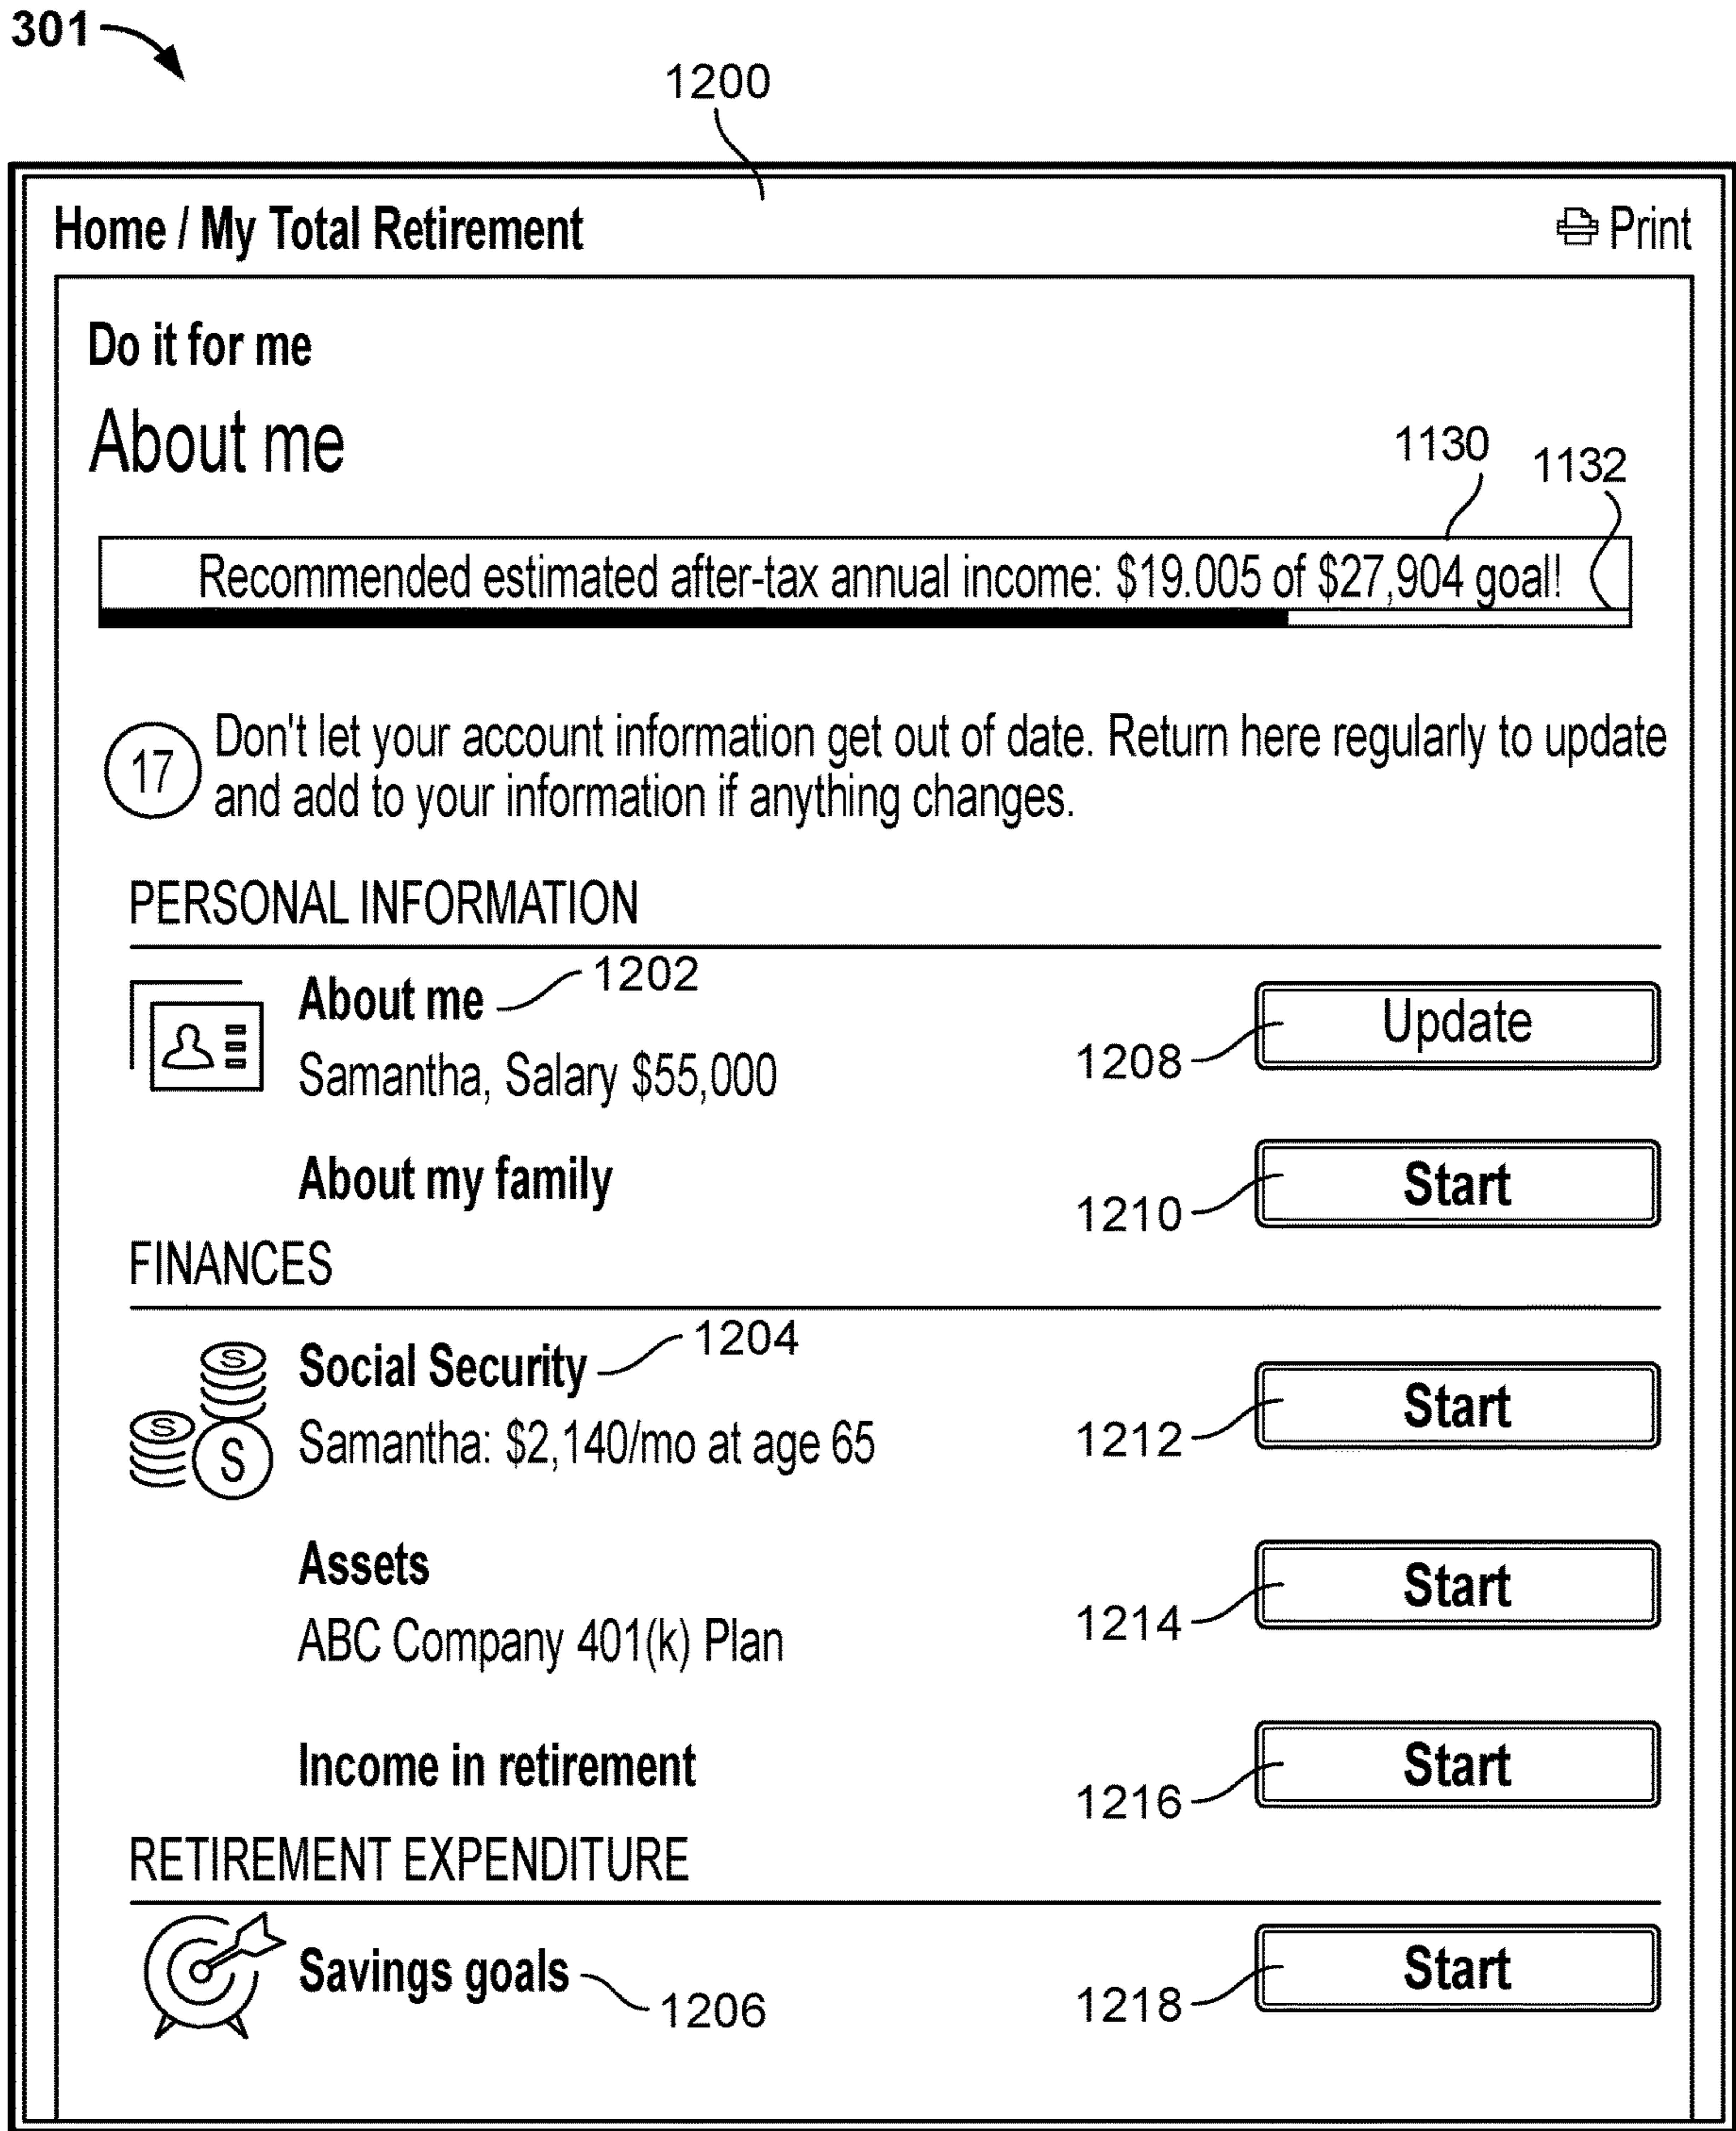 301
1200
Home / My Total Retirement
Print
Do it for me
About me
1130
1132
Recommended estimated after-tax annual income: $19.005 of $27,904 goal!
17
Don't let your account information get out of date. Return here regularly to update
and add to your information if anything changes.
PERSONAL INFORMATION
About me
1202
Update
1208
Samantha, Salary $55,000
About my family
Start
1210
FINANCES
S
S
S
Social Security
1204
Start
1212
Samantha: $2,140/mo at age 65
Assets
Start
1214
ABC Company 401(k) Plan
Income in retirement
Start
1216
RETIREMENT EXPENDITURE
Savings goals
1206
Start
1218